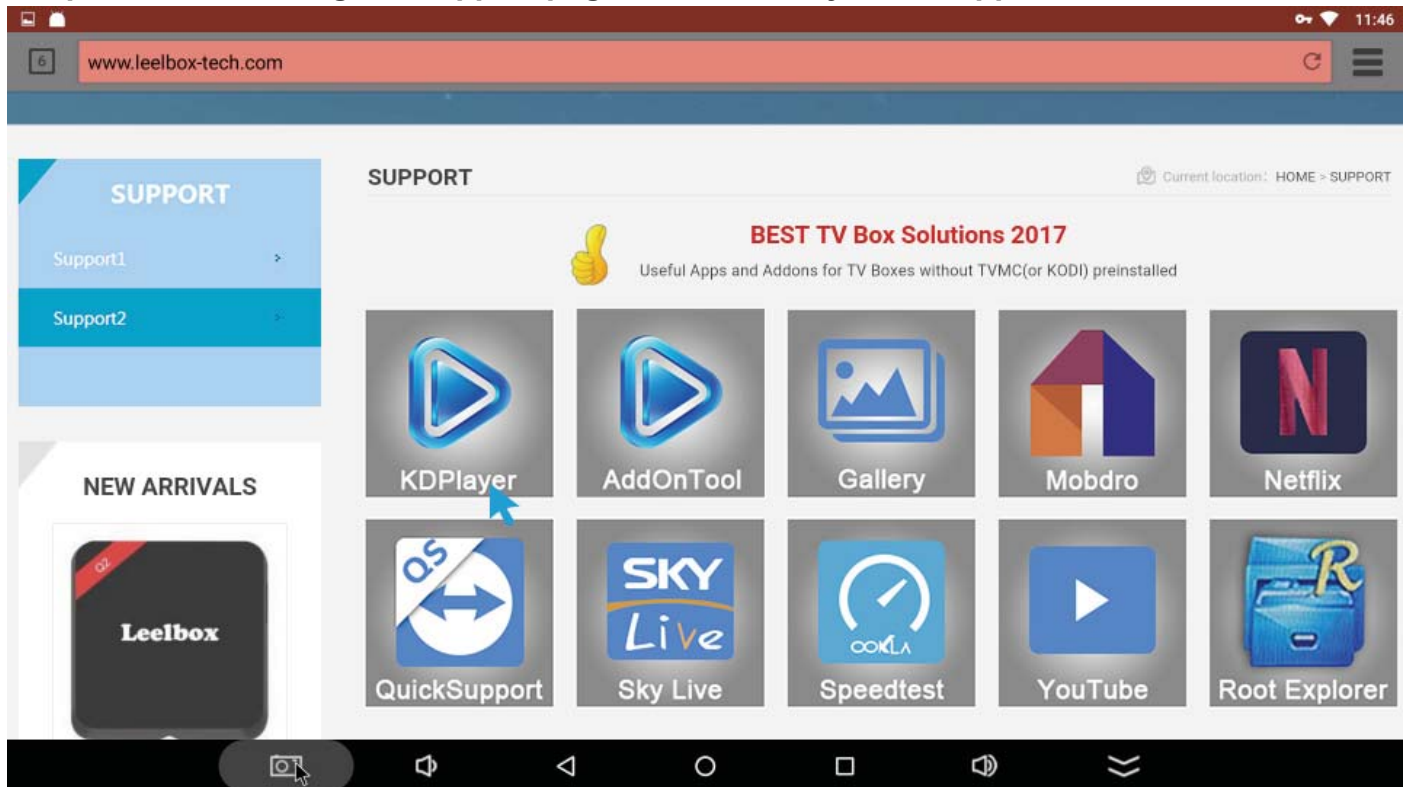 11:46
6 www.leelbox-tech.com
SUPPORT
Support1 >
Support2 >
NEW ARRIVALS
Q2
Leelbox
SUPPORT
Current location: HOME > SUPPORT
BEST TV Box Solutions 2017
Useful Apps and Addons for TV Boxes without TVMC(or KODI) preinstalled
KDPlayer AddOnTool Gallery Mobdro N Netflix
QS QuickSupport SKY Live Sky Live OOKLA Speedtest YouTube R Root Explorer